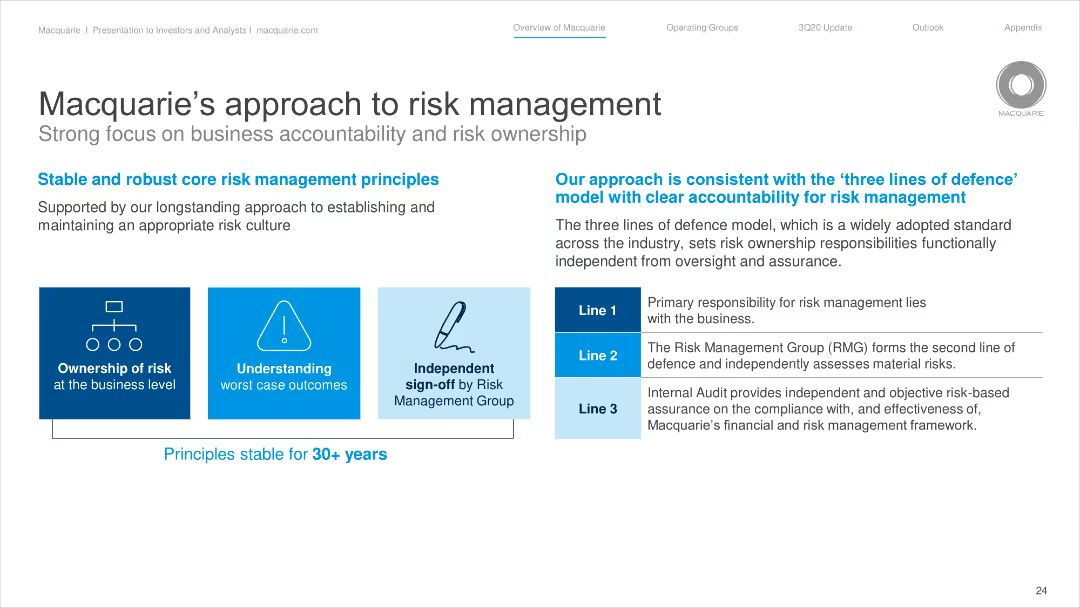 Macquarie I Presentation to Investors and Analysts I macquarie.com
Overview of Macquarie
Operating Groups
3Q20 Update
Outlook
Appendix
MACQUARIE
Macquarie's approach to risk management
Strong focus on business accountability and risk ownership
Stable and robust core risk management principles
Supported by our longstanding approach to establishing and
maintaining an appropriate risk culture
Ownership of risk
at the business level
Understanding
worst case outcomes
Independent
sign-off by Risk
Management Group
Principles stable for 30+ years
Our approach is consistent with the ‘three lines of defence’
model with clear accountability for risk management
The three lines of defence model, which is a widely adopted standard
across the industry, sets risk ownership responsibilities functionally
independent from oversight and assurance.
Line 1
Primary responsibility for risk management lies
with the business.
Line 2
The Risk Management Group (RMG) forms the second line of
defence and independently assesses material risks.
Line 3
Internal Audit provides independent and objective risk-based
assurance on the compliance with, and effectiveness of,
Macquarie's financial and risk management framework.
24